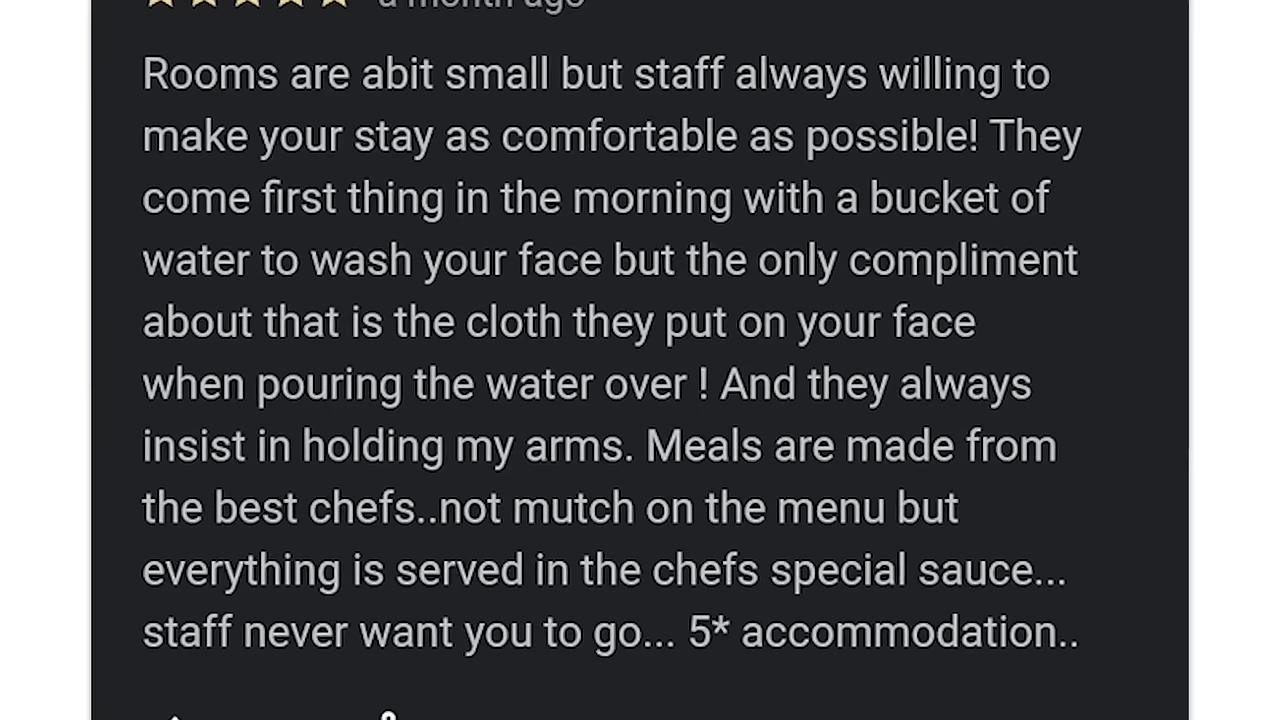 a month ago
Rooms are abit small but staff always willing to
make your stay as comfortable as possible! They
come first thing in the morning with a bucket of
water to wash your face but the only compliment
about that is the cloth they put on your face
when pouring the water over ! And they always
insist in holding my arms. Meals are made from
the best chefs..not mutch on the menu but
everything is served in the chefs special sauce...
staff never want you to go... 5* accommodation..